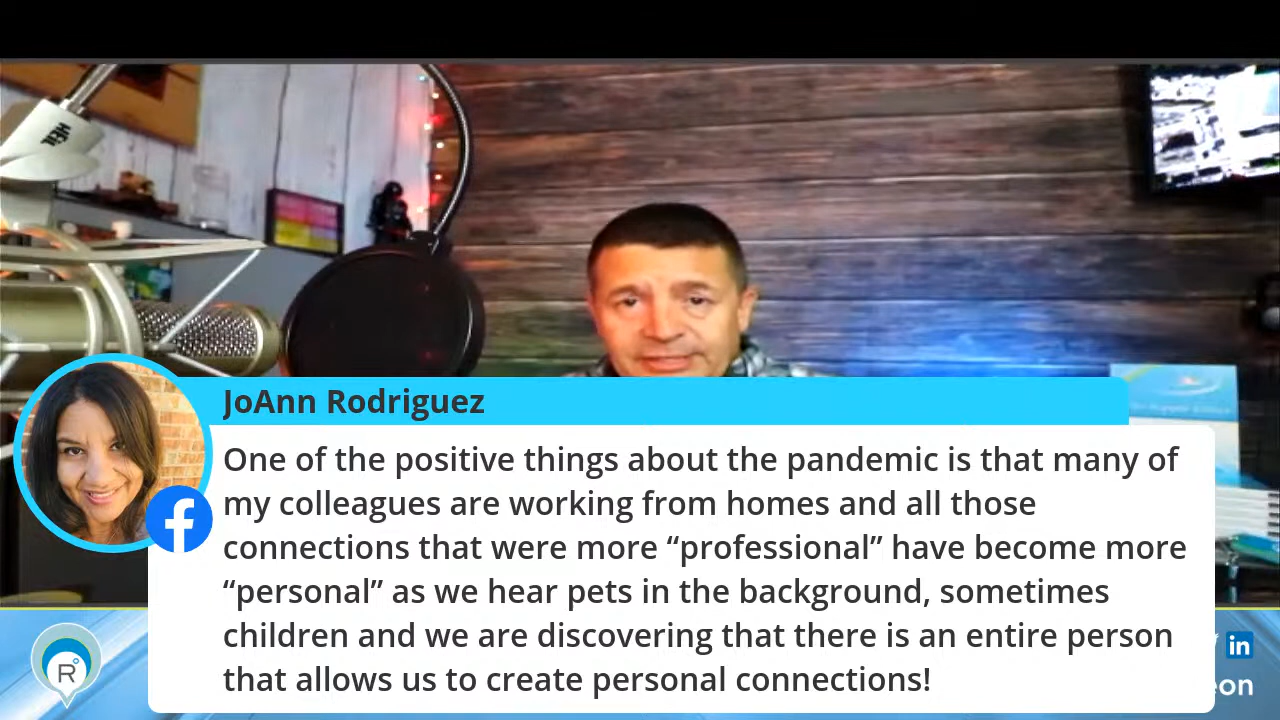 HEiL
JoAnn Rodriguez
One of the positive things about the pandemic is that many of
my colleagues are working from homes and all those
connections that were more “professional” have become more
“personal” as we hear pets in the background, sometimes
children and we are discovering that there is an entire person
that allows us to create personal connections!
R
in
eon